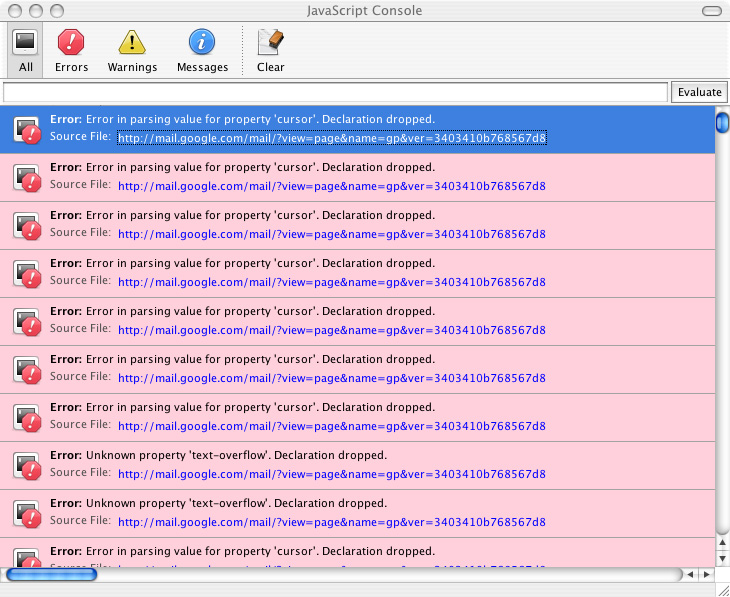 JavaScript Console
All Errors Warnings Messages Clear
Evaluate
Error: Error in parsing value for property 'cursor'. Declaration dropped.
Source File: http://mail.google.com/mail/?view=page&name=gp&ver=3403410b768567d8
Error: Error in parsing value for property 'cursor'. Declaration dropped.
Source File: http://mail.google.com/mail/?view=page&name=gp&ver=3403410b768567d8
Error: Error in parsing value for property 'cursor'. Declaration dropped.
Source File: http://mail.google.com/mail/?view=page&name=gp&ver=3403410b768567d8
Error: Error in parsing value for property 'cursor'. Declaration dropped.
Source File: http://mail.google.com/mail/?view=page&name=gp&ver=3403410b768567d8
Error: Error in parsing value for property 'cursor'. Declaration dropped.
Source File: http://mail.google.com/mail/?view=page&name=gp&ver=3403410b768567d8
Error: Error in parsing value for property 'cursor'. Declaration dropped.
Source File: http://mail.google.com/mail/?view=page&name=gp&ver=3403410b768567d8
Error: Error in parsing value for property 'cursor'. Declaration dropped.
Source File: http://mail.google.com/mail/?view=page&name=gp&ver=3403410b768567d8
Error: Unknown property 'text-overflow'. Declaration dropped.
Source File: http://mail.google.com/mail/?view=page&name=gp&ver=3403410b768567d8
Error: Unknown property 'text-overflow'. Declaration dropped.
Source File: http://mail.google.com/mail/?view=page&name=gp&ver=3403410b768567d8
Error: Error in parsing value for property 'cursor'. Declaration dropped.